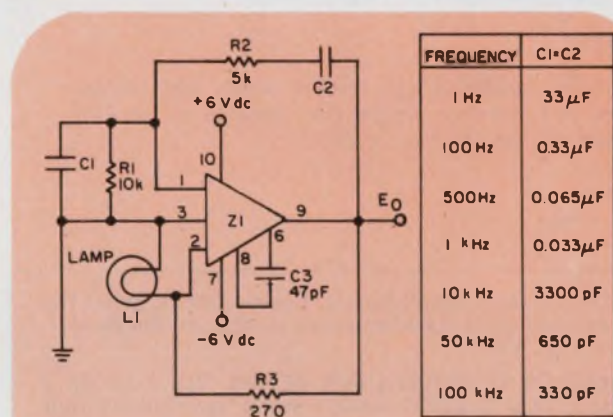 R2
5k
C2
+6 Vdc
C1
R1
10k
10
1
3
Z1
9
E0
2
6
8
7
LAMP
L1
C3
47pF
-6 Vdc
R3
270
FREQUENCY C1=C2
1 Hz 33µF
100 Hz 0.33µF
500Hz 0.065µF
1 kHz 0.033µF
10 kHz 3300 pF
50 kHz 650 pF
100 kHz 330 pF